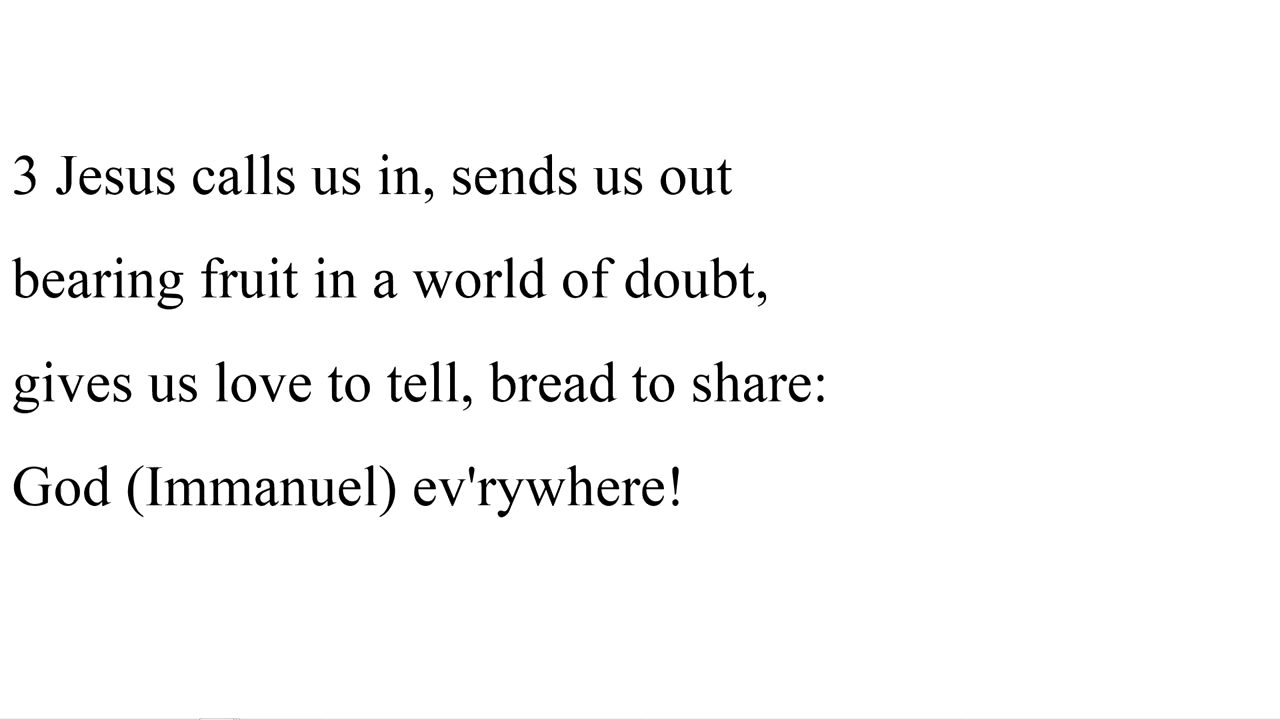 3 Jesus calls us in, sends us out
bearing fruit in a world of doubt,
gives us love to tell, bread to share:
God (Immanuel) ev'rywhere!